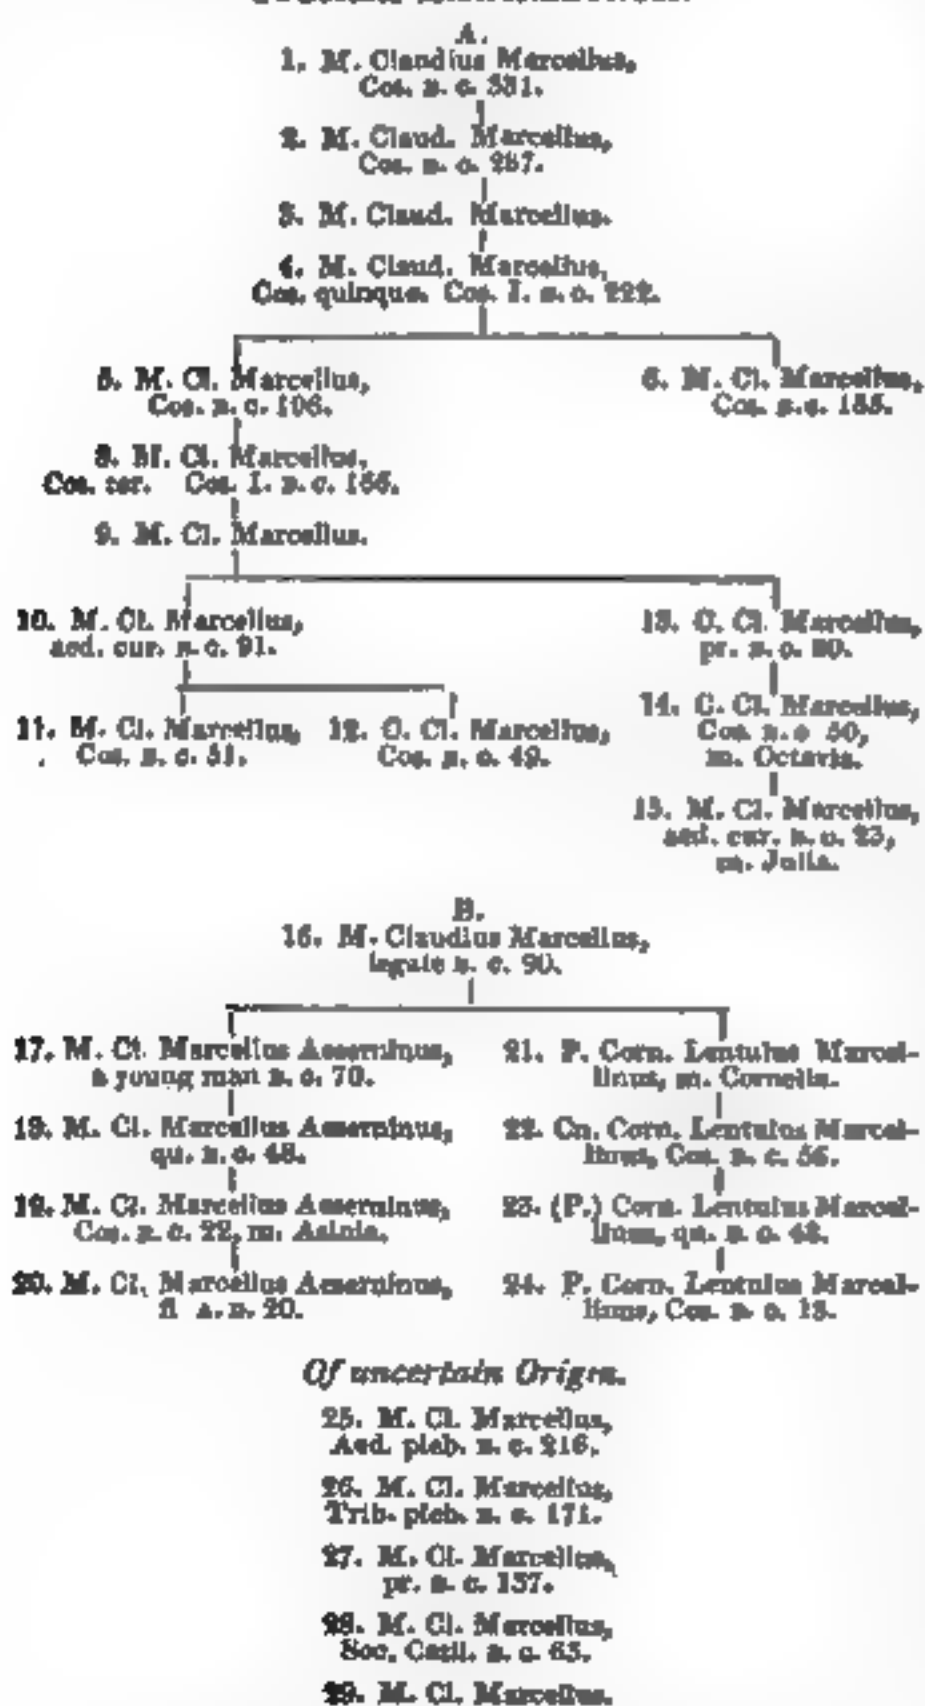 A.
1. M. Claudius Marcellus,
Cos. B. C. 331.
2. M. Claud. Marcellus,
Cos. B. C. 287.
3. M. Claud. Marcellus.
4. M. Claud. Marcellus,
Cos. quinque. Cos. I. B. C. 222.
5. M. Cl. Marcellus,
Cos. B. C. 196.
6. M. Cl. Marcellus,
Cos. B. C.
8. M. Cl. Marcellus,
Cos. ter. Cos. I. B. C. 166.
9. M. Cl. Marcellus.
10. M. Cl. Marcellus,
aed. cur. B. C. 91.
13. C. Cl. Marcellus,
pr. B. C. 80.
11. M. Cl. Marcellus,
Cos. B. C. 51.
12. C. Cl. Marcellus,
Cos. B. C. 49.
14. C. Cl. Marcellus,
Cos. B. C. 50,
m. Octavia.
15. M. Cl. Marcellus,
aed. cur. B. C. 23,
m. Julia.
B.
16. M. Claudius Marcellus,
legate B. C. 90.
17. M. Cl. Marcellus Aeserninus,
a young man B. C. 70.
21. P. Corn. Lentulus Marcel-
linus, m. Cornelia.
18. M. Cl. Marcellus Aeserninus,
qu. B. C. 48.
22. Cn. Corn. Lentulus Marcel-
linus, Cos. B. C. 56.
19. M. Cl. Marcellus Aeserninus,
Cos. B. C. 22, m. Asinia.
23. (P.) Corn. Lentulus Marcel-
linus, qu. B. C. 48.
20. M. Cl. Marcellus Aeserninus,
fl A. D. 20.
24. P. Corn. Lentulus Marcel-
linus, Cos. B. C. 18.
Of uncertain Origin.
25. M. Cl. Marcellus,
Aed. pleb. B. C. 216.
26. M. Cl. Marcellus,
Trib. pleb. B. C. 171.
27. M. Cl. Marcellus,
pr. B. C. 137.
28. M. Cl. Marcellus,
Soc. Catil. B. C. 63.
29. M. Cl. Marcellus.